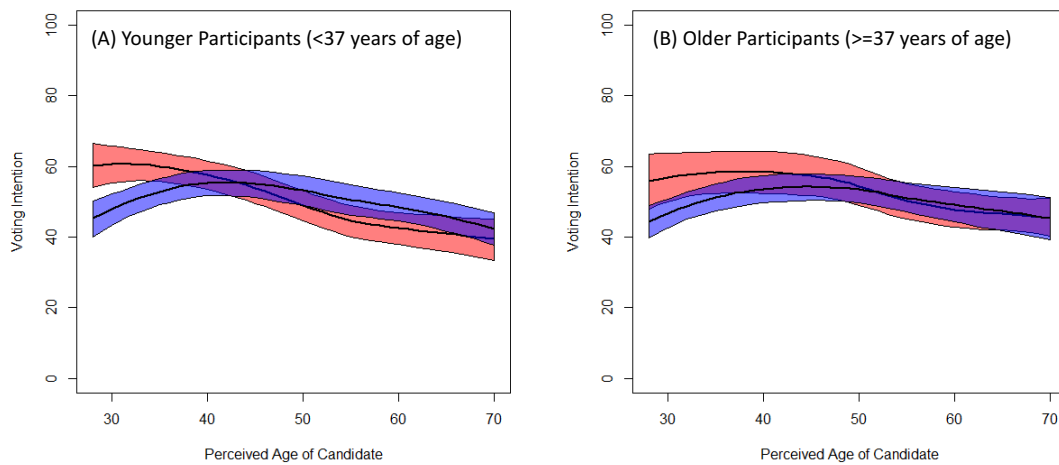 (A) Younger Participants (<37 years of age)
Voting Intention
100
80
60
40
20
0
30 40 50 60 70
Perceived Age of Candidate
(B) Older Participants (>=37 years of age)
Voting Intention
100
80
60
40
20
0
30 40 50 60 70
Perceived Age of Candidate